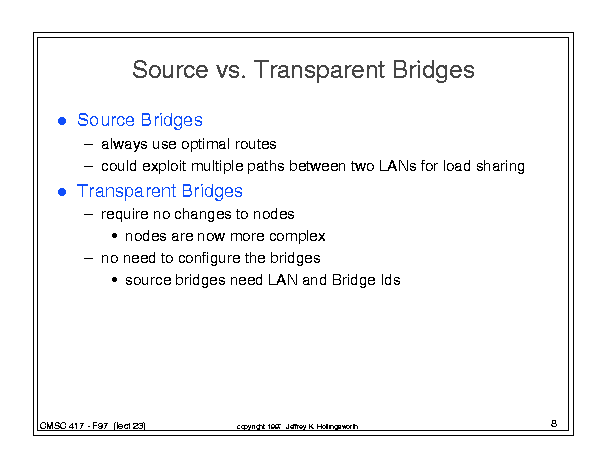 Source vs. Transparent Bridges
● Source Bridges
– always use optimal routes
– could exploit multiple paths between two LANs for load sharing
● Transparent Bridges
– require no changes to nodes
• nodes are now more complex
– no need to configure the bridges
• source bridges need LAN and Bridge Ids
CMSC 417 - F97 (lect 23)
copyright 1997 Jeffrey K. Hollingsworth
8